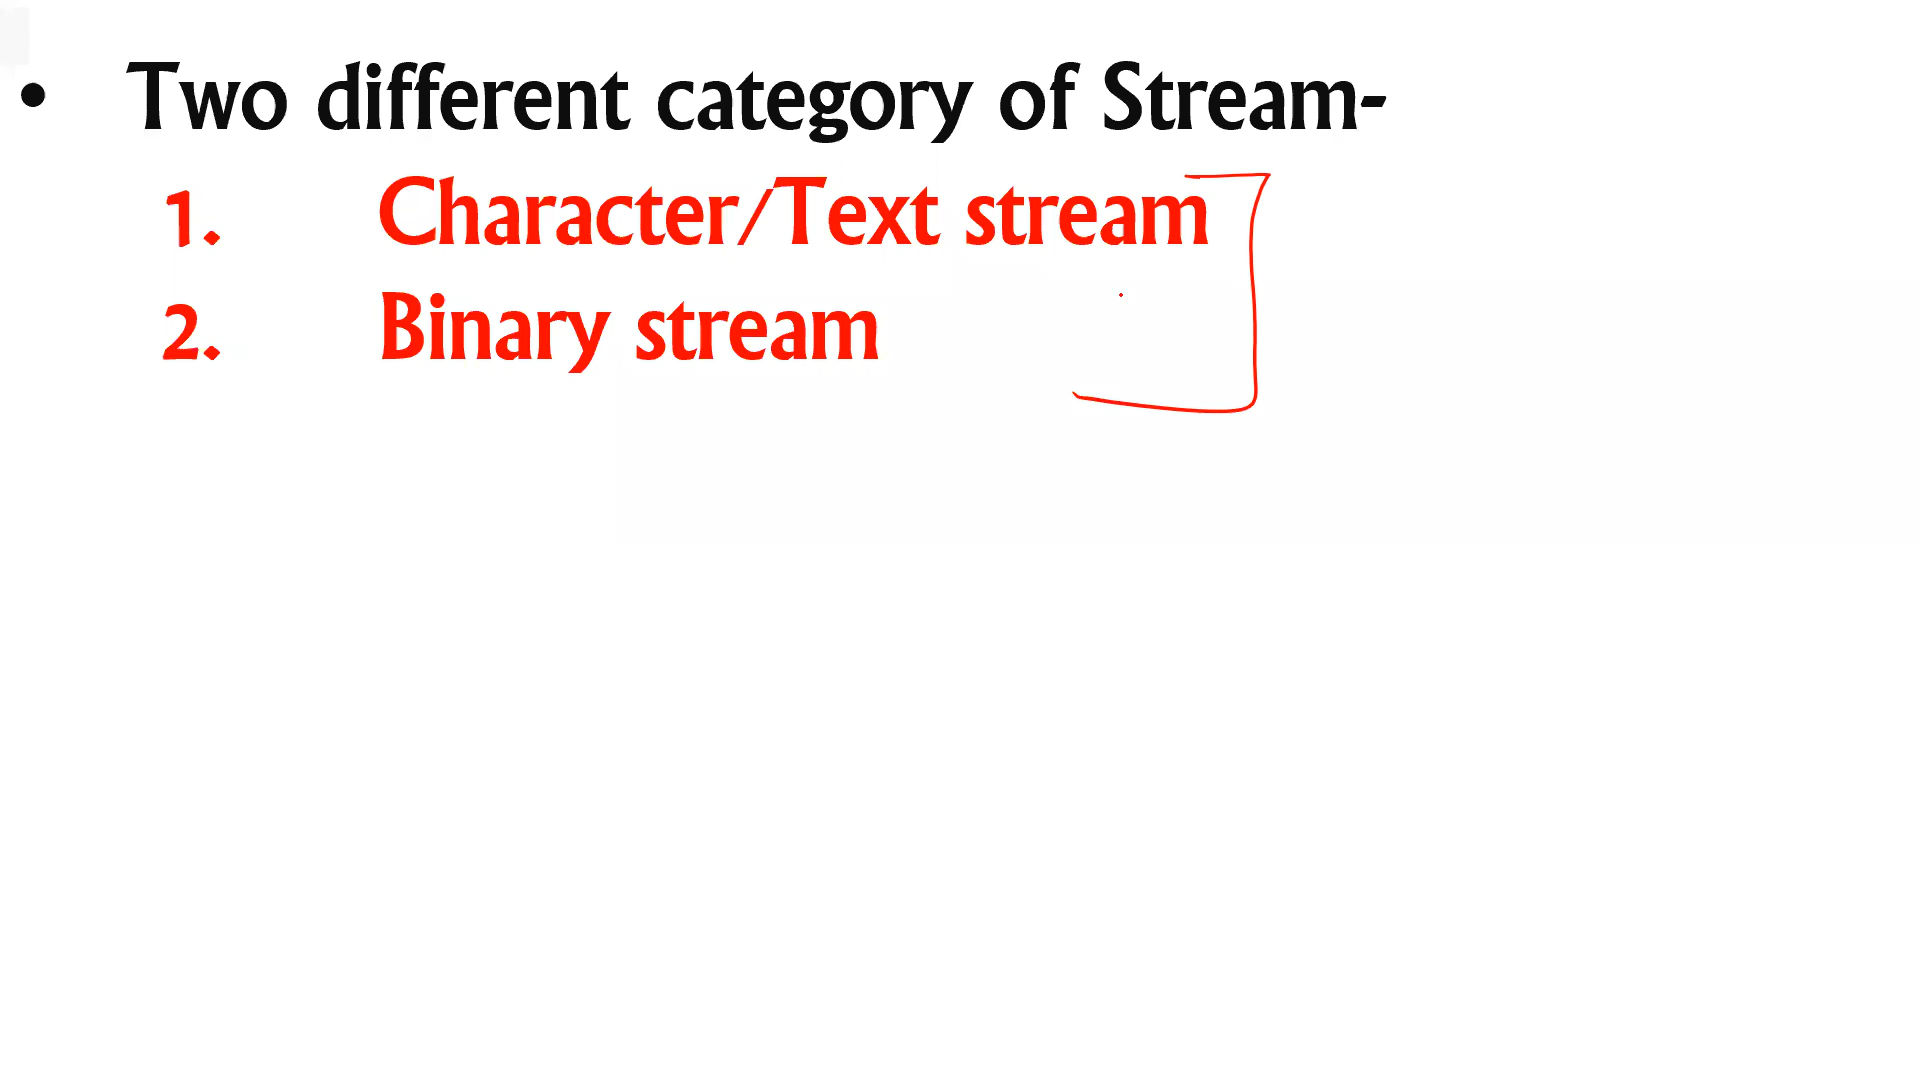 • Two different category of Stream-
1. Character/Text stream
2. Binary stream